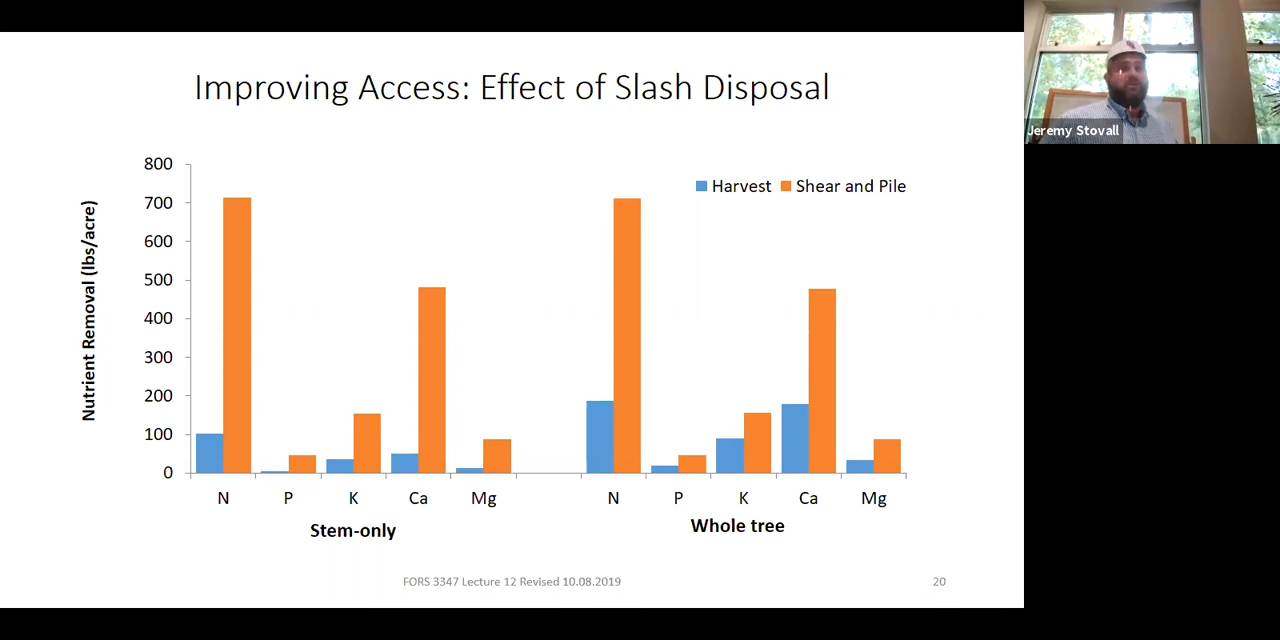 Improving Access: Effect of Slash Disposal
Jeremy Stovall
Harvest Shear and Pile
Nutrient Removal (lbs/acre)
800
700
600
500
400
300
200
100
0
N P K Ca Mg N P K Ca Mg
Stem-only Whole tree
FORS 3347 Lecture 12 Revised 10.08.2019 20